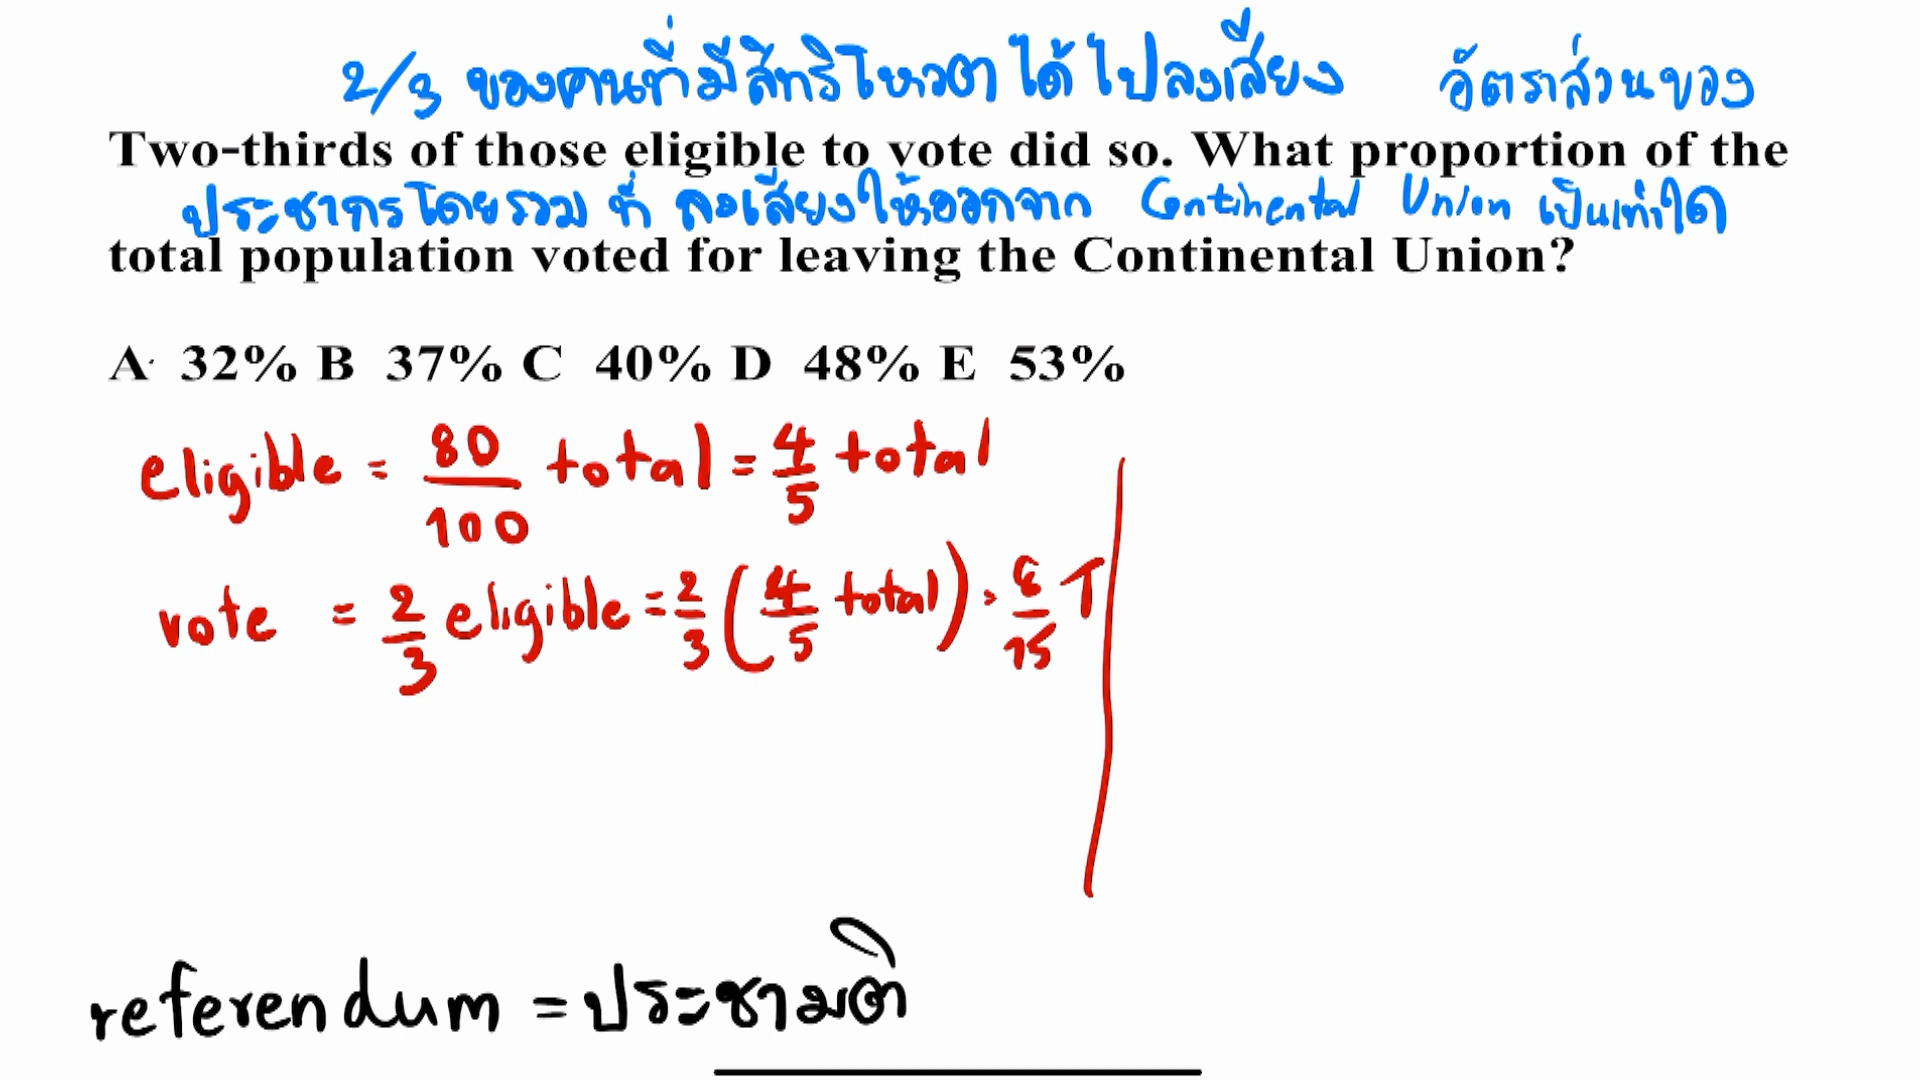 2/3 ของคนที่มีสิทธิโหวต ได้ไปลงเสียง อัตราส่วนของ
Two-thirds of those eligible to vote did so. What proportion of the
ประชากรโดยรวม ที่ ลงเสียงให้ออกจาก Continental Union เป็นเท่าใด
total population voted for leaving the Continental Union?
A. 32% B 37% C 40% D 48% E 53%
eligible = 80/100 total = 4/5 total
vote = 2/3 eligible = 2/3 (4/5 total) = 8/15 T
referendum = ประชามติ